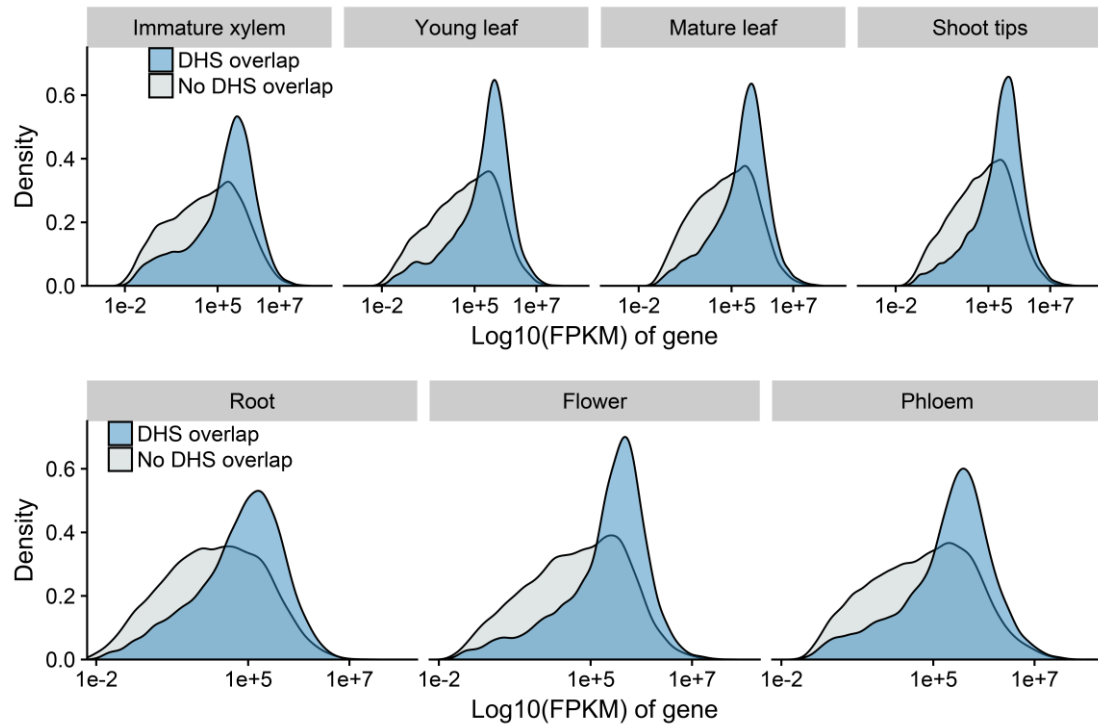 Immature xylem Young leaf Mature leaf Shoot tips
DHS overlap
No DHS overlap
Density
0.6
0.4
0.2
0.0
1e-2 1e+5 1e+7 1e-2 1e+5 1e+7 1e-2 1e+5 1e+7 1e-2 1e+5 1e+7
Log10(FPKM) of gene
Root Flower Phloem
DHS overlap
No DHS overlap
Density
0.6
0.4
0.2
0.0
1e-2 1e+5 1e+7 1e-2 1e+5 1e+7 1e-2 1e+5 1e+7
Log10(FPKM) of gene